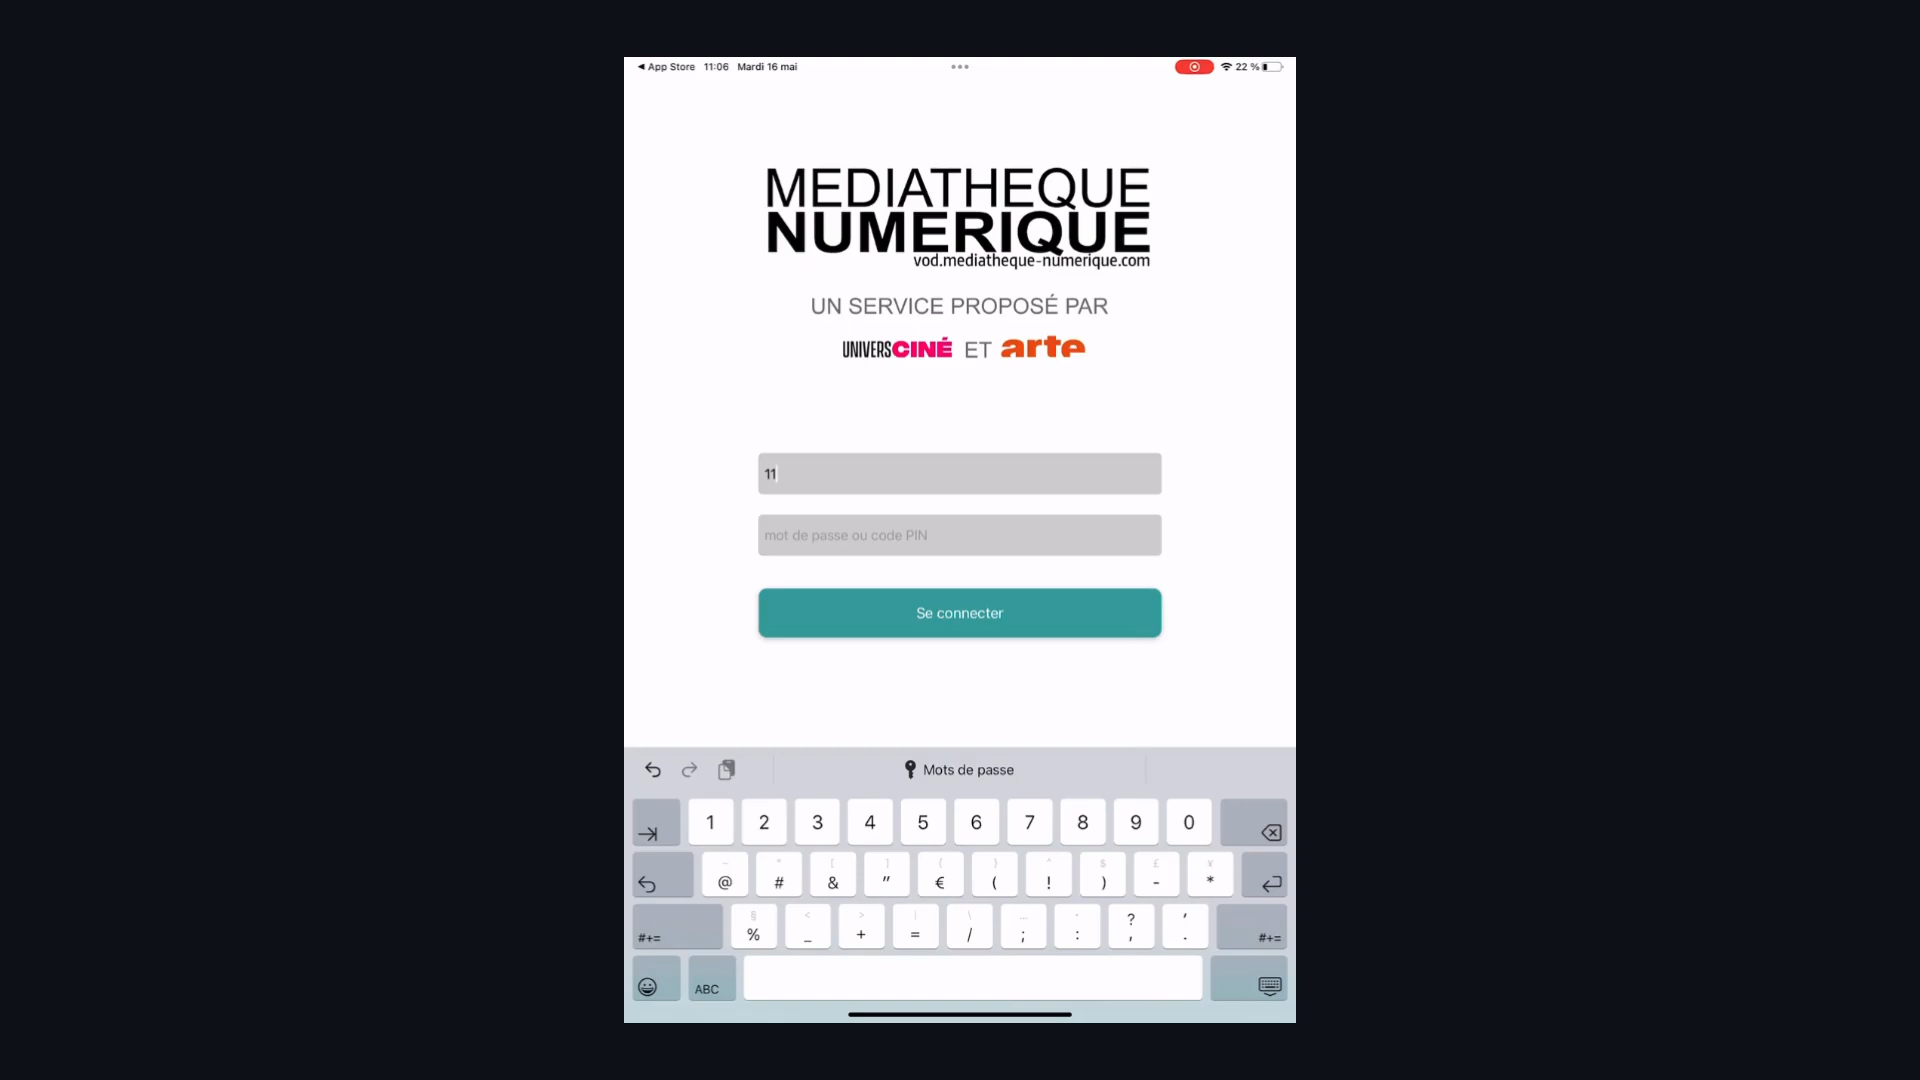 ◀ App Store 11:06 Mardi 16 mai
22 %
MEDIATHEQUE
NUMERIQUE
vod.mediatheque-numerique.com
UN SERVICE PROPOSÉ PAR
UNIVERSCINÉ ET arte
11
mot de passe ou code PIN
Se connecter
Mots de passe
1 2 3 4 5 6 7 8 9 0
@ # & " € ( ! ) - *
§ < > | \ … · ? '
% _ + = / ; : , .
#+= #+=
ABC